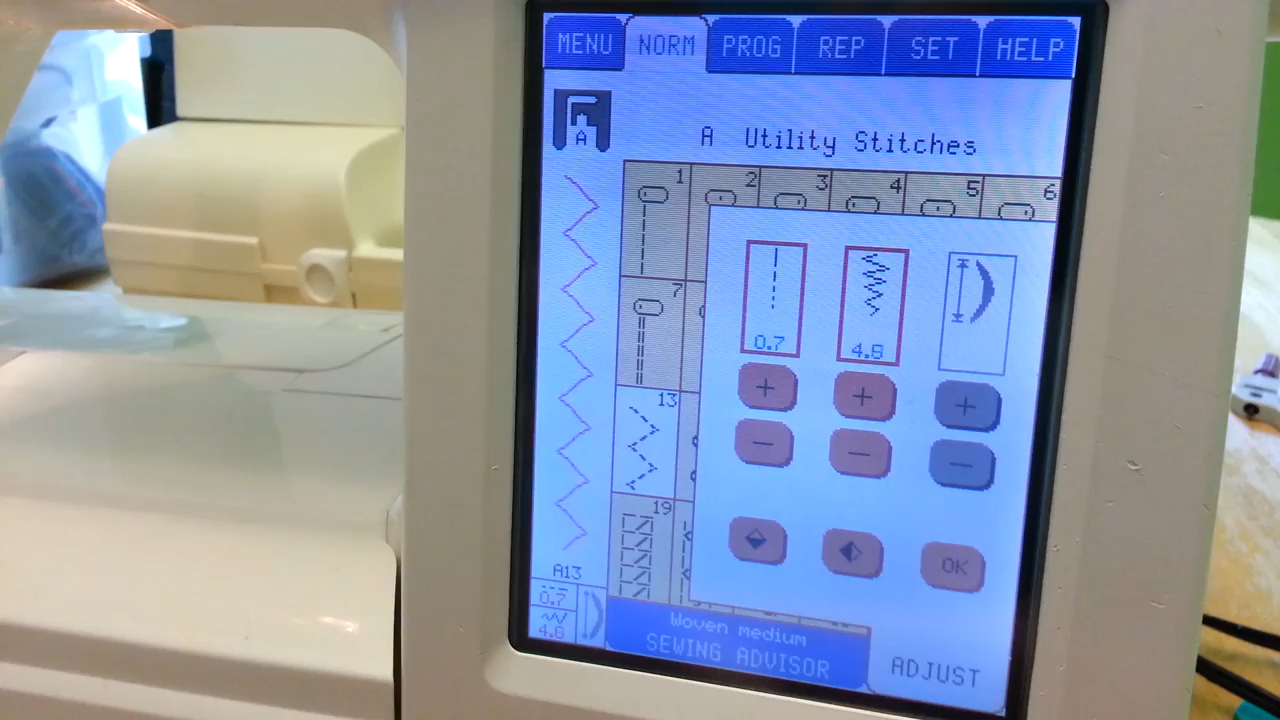 MENU NORM PROG REP SET HELP
A
A Utility Stitches
1 2 3 4 5 6
7
13
19
0.7 4.8
+ + +
- - -
OK
A13
0.7
4.8
Woven medium
SEWING ADVISOR
ADJUST